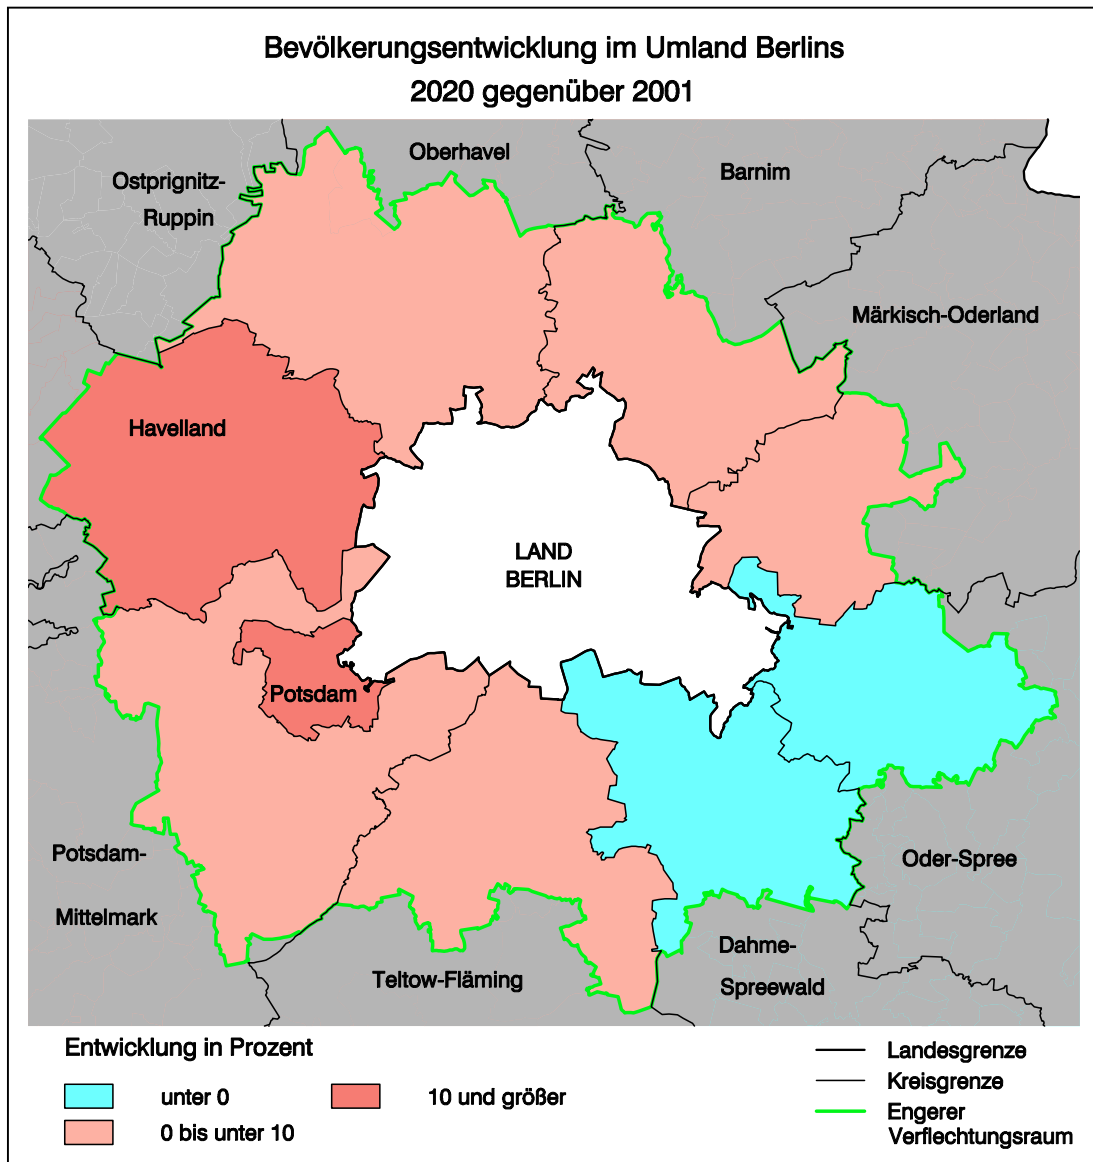 Bevölkerungsentwicklung im Umland Berlins
2020 gegenüber 2001
Oberhavel
Barnim
Ostprignitz-
Ruppin
Märkisch-Oderland
Havelland
LAND
BERLIN
Potsdam
Potsdam-
Mittelmark
Oder-Spree
Dahme-
Spreewald
Teltow-Fläming
Entwicklung in Prozent
unter 0
0 bis unter 10
10 und größer
Landesgrenze
Kreisgrenze
Engerer
Verflechtungsraum